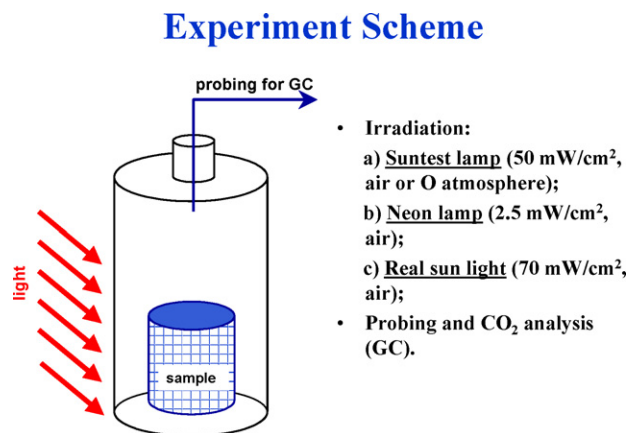 Experiment Scheme
probing for GC
light
sample
• Irradiation:
a) Suntest lamp (50 mW/cm²,
air or O atmosphere);
b) Neon lamp (2.5 mW/cm²,
air);
c) Real sun light (70 mW/cm²,
air);
• Probing and CO₂ analysis
(GC).